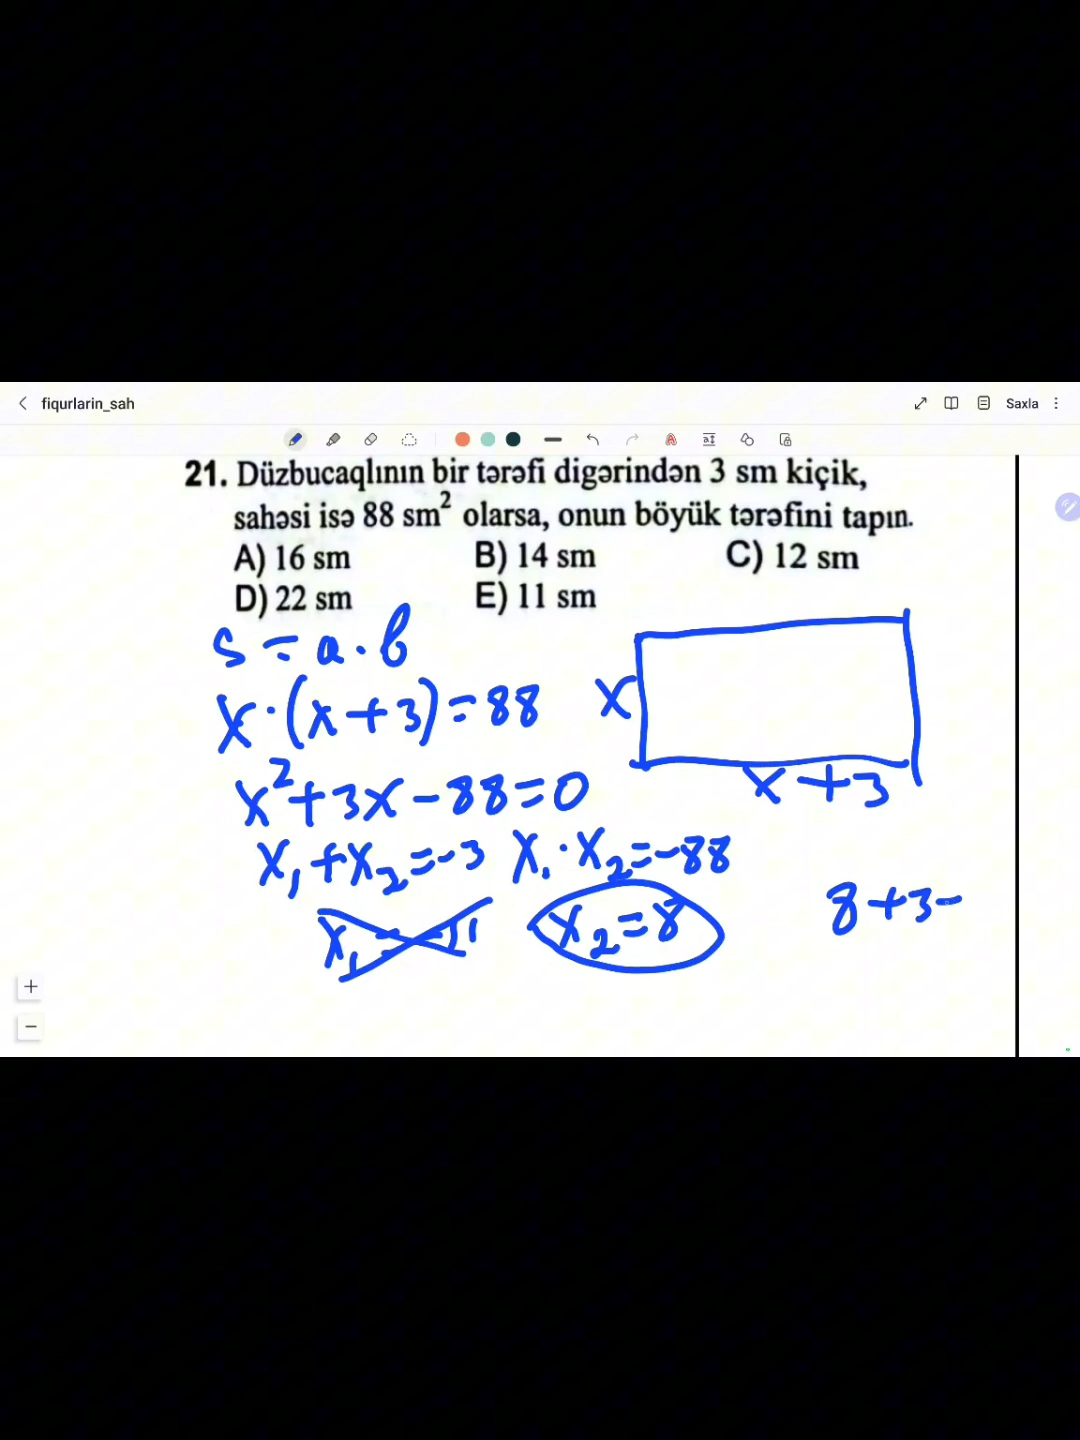 fiqurlarin_sah
Saxla
21. Düzbucaqlının bir tərəfi digərindən 3 sm kiçik,
sahəsi isə 88 sm² olarsa, onun böyük tərəfini tapın.
A) 16 sm B) 14 sm C) 12 sm
D) 22 sm E) 11 sm
S = a · b
x · (x + 3) = 88
x
x + 3
x² + 3x - 88 = 0
x₁ + x₂ = -3 x₁ · x₂ = -88
x₁ = -11 x₂ = 8
8 + 3 -